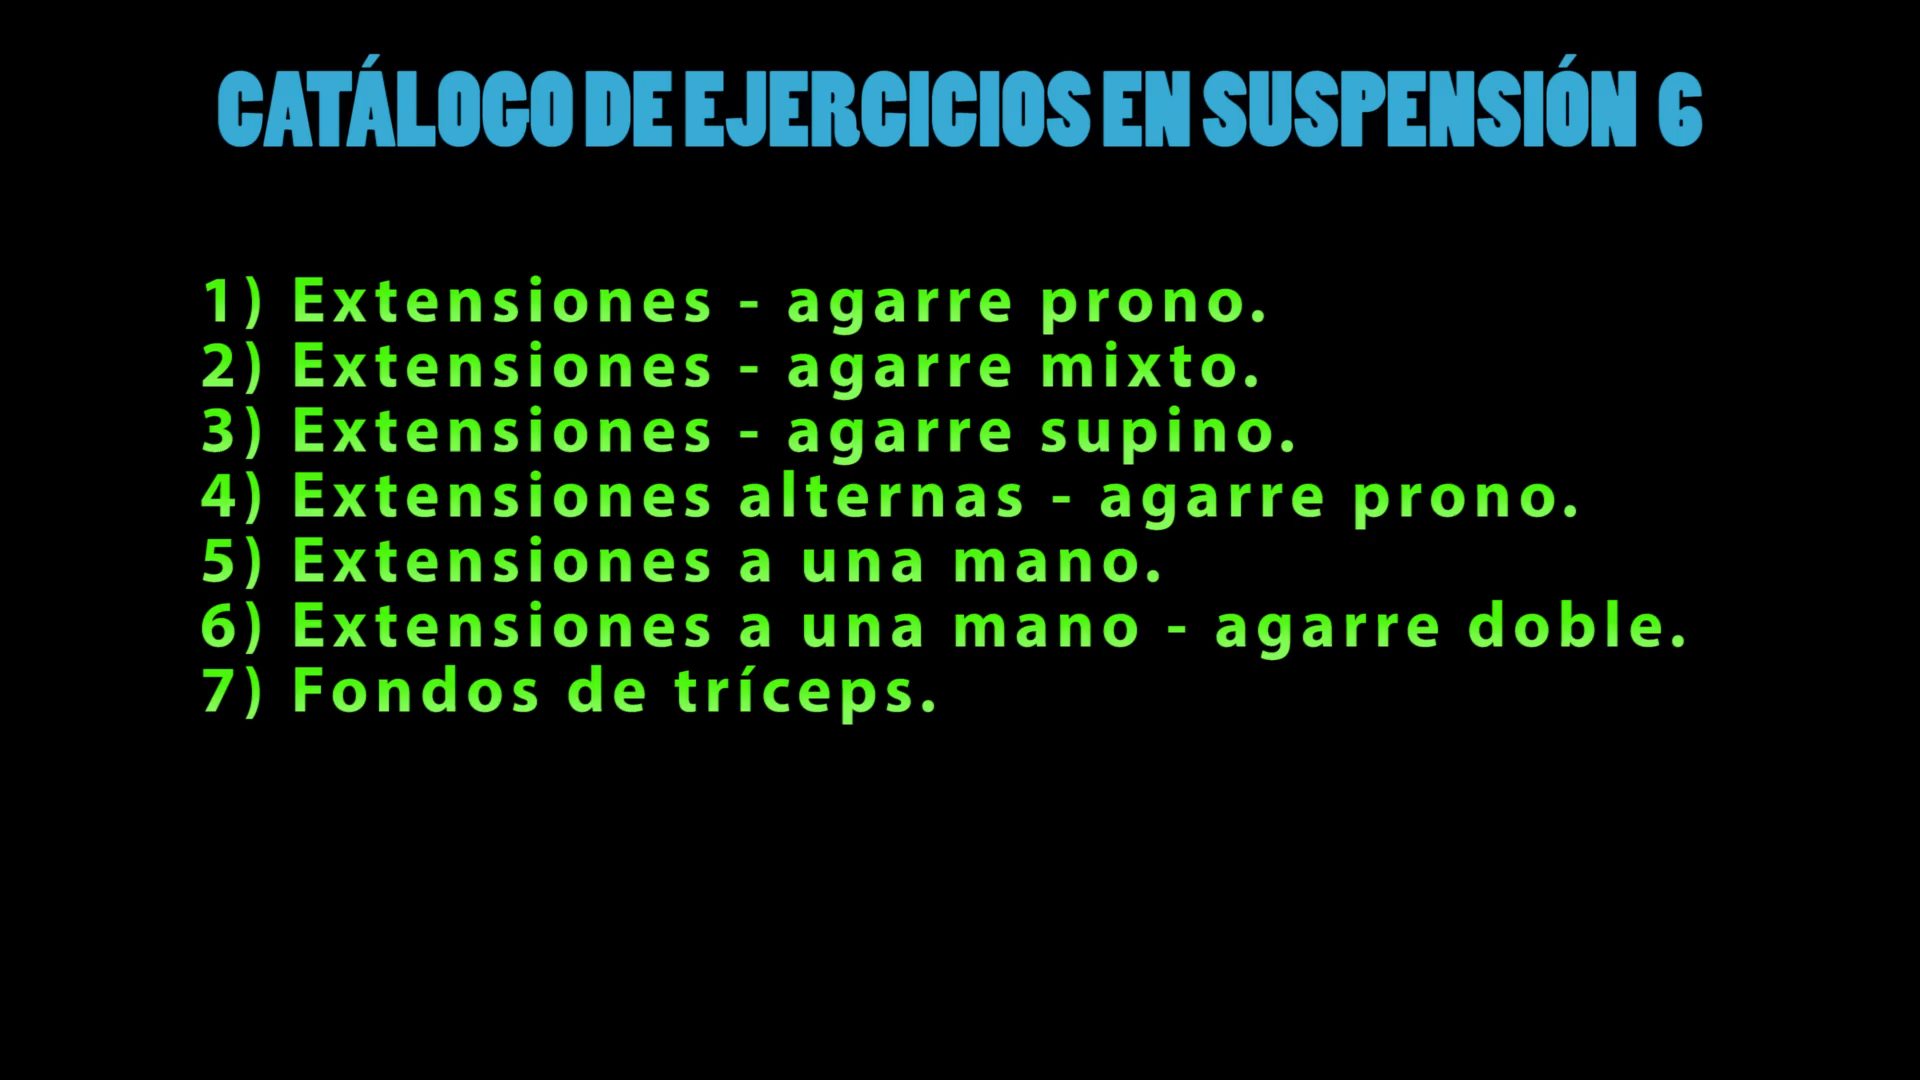 CATÁLOGO DE EJERCICIOS EN SUSPENSIÓN 6
1) Extensiones - agarre prono.
2) Extensiones - agarre mixto.
3) Extensiones - agarre supino.
4) Extensiones alternas - agarre prono.
5) Extensiones a una mano.
6) Extensiones a una mano - agarre doble.
7) Fondos de tríceps.